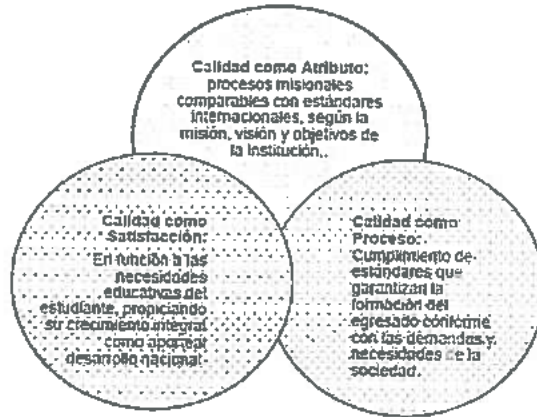 Calidad como Atributo:
procesos misionales
comparables con estándares
internacionales, según la
misión, visión y objetivos de
la Institución..
Calidad como
Satisfacción:
En función a las
necesidades
educativas del
estudiante, propiciando
su crecimiento integral
como aporte al
desarrollo nacional
Calidad como
Proceso:
Cumplimiento de
estándares que
garantizan la
formación del
egresado conforme
con las demandas y
necesidades de la
sociedad.